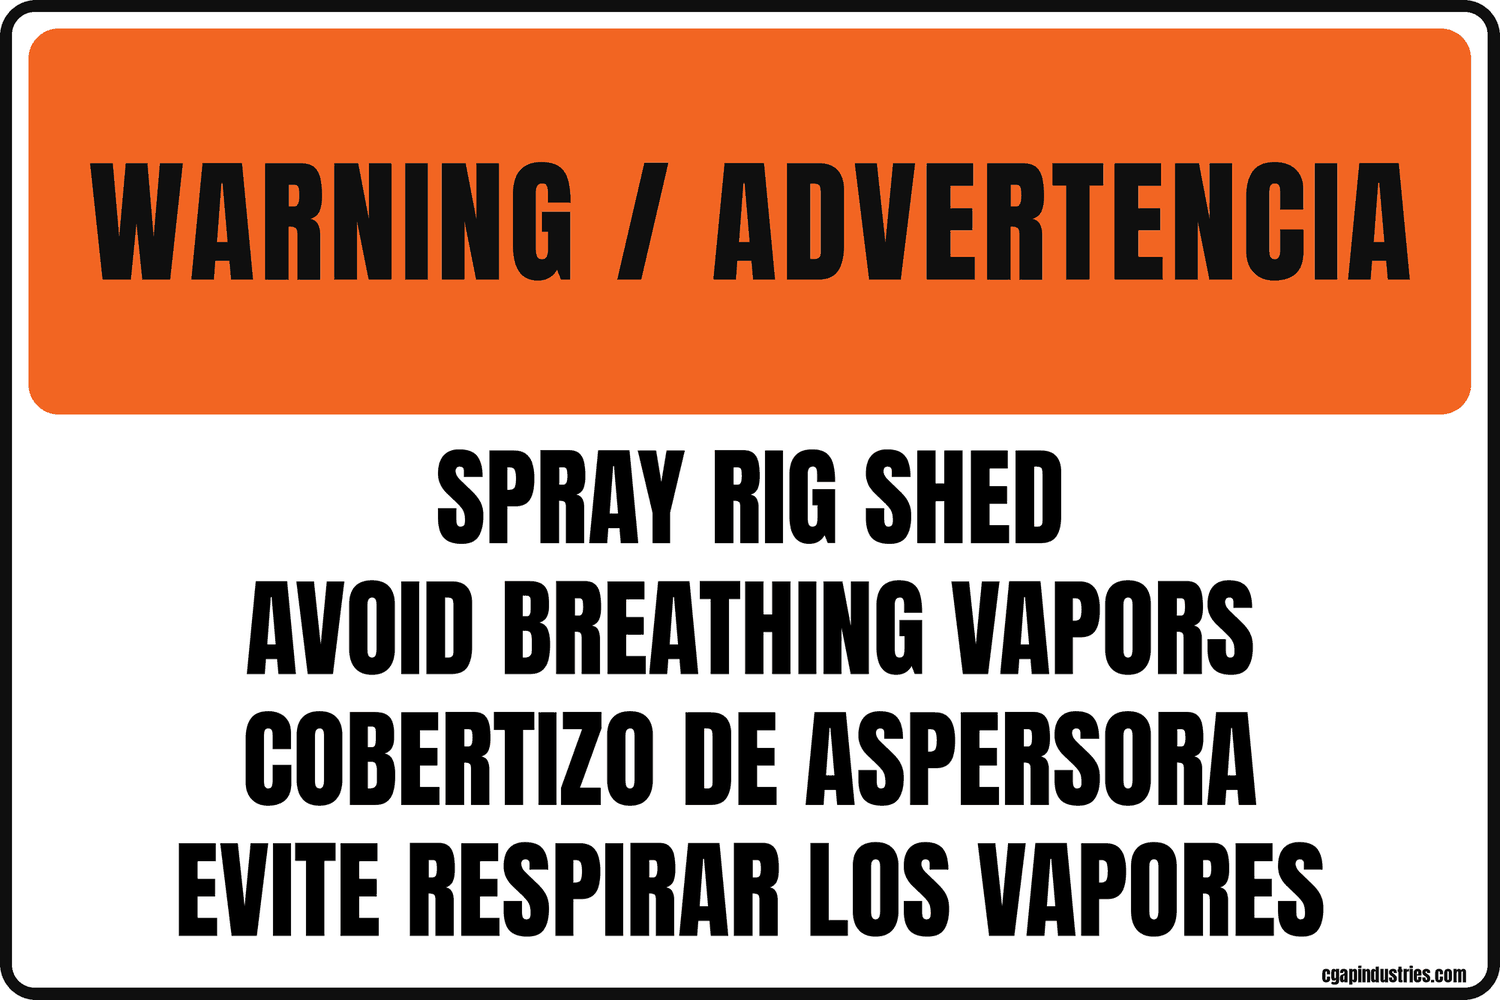 WARNING / ADVERTENCIA
SPRAY RIG SHED
AVOID BREATHING VAPORS
COBERTIZO DE ASPERSORA
EVITE RESPIRAR LOS VAPORES
cgapindustries.com